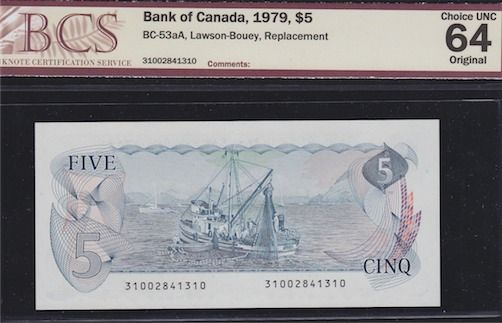 BCS
KNOTE CERTIFICATION SERVICE
Bank of Canada, 1979, $5
BC-53aA, Lawson-Bouey, Replacement
31002841310 Comments:
Choice UNC
64
Original
FIVE
5
5
CINQ
31002841310 31002841310